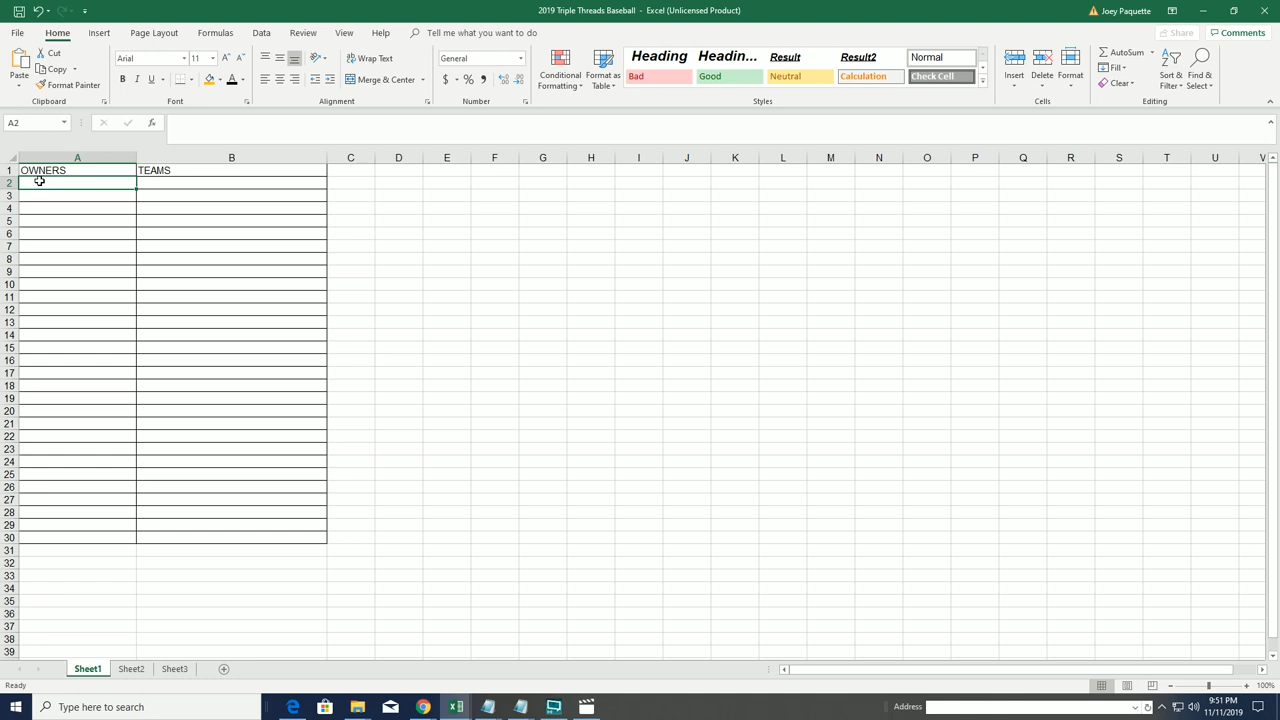 2019 Triple Threads Baseball - Excel (Unlicensed Product)
Joey Paquette
File Home Insert Page Layout Formulas Data Review View Help Tell me what you want to do
Share Comments
Paste
Cut
Copy
Format Painter
Clipboard
Arial 11
B I U
Font
Wrap Text
Merge & Center
Alignment
General
$ % ,
Number
Conditional Formatting
Format as Table
Heading Headin... Result Result2 Normal
Bad Good Neutral Calculation Check Cell
Styles
Insert Delete Format
Cells
AutoSum
Fill
Clear
Sort & Filter
Find & Select
Editing
A2 fx
A B C D E F G H I J K L M N O P Q R S T U V
1 OWNERS TEAMS
2
3
4
5
6
7
8
9
10
11
12
13
14
15
16
17
18
19
20
21
22
23
24
25
26
27
28
29
30
31
32
33
34
35
36
37
38
39
Sheet1 Sheet2 Sheet3
Ready
100%
Type here to search
Address
9:51 PM
11/11/2019